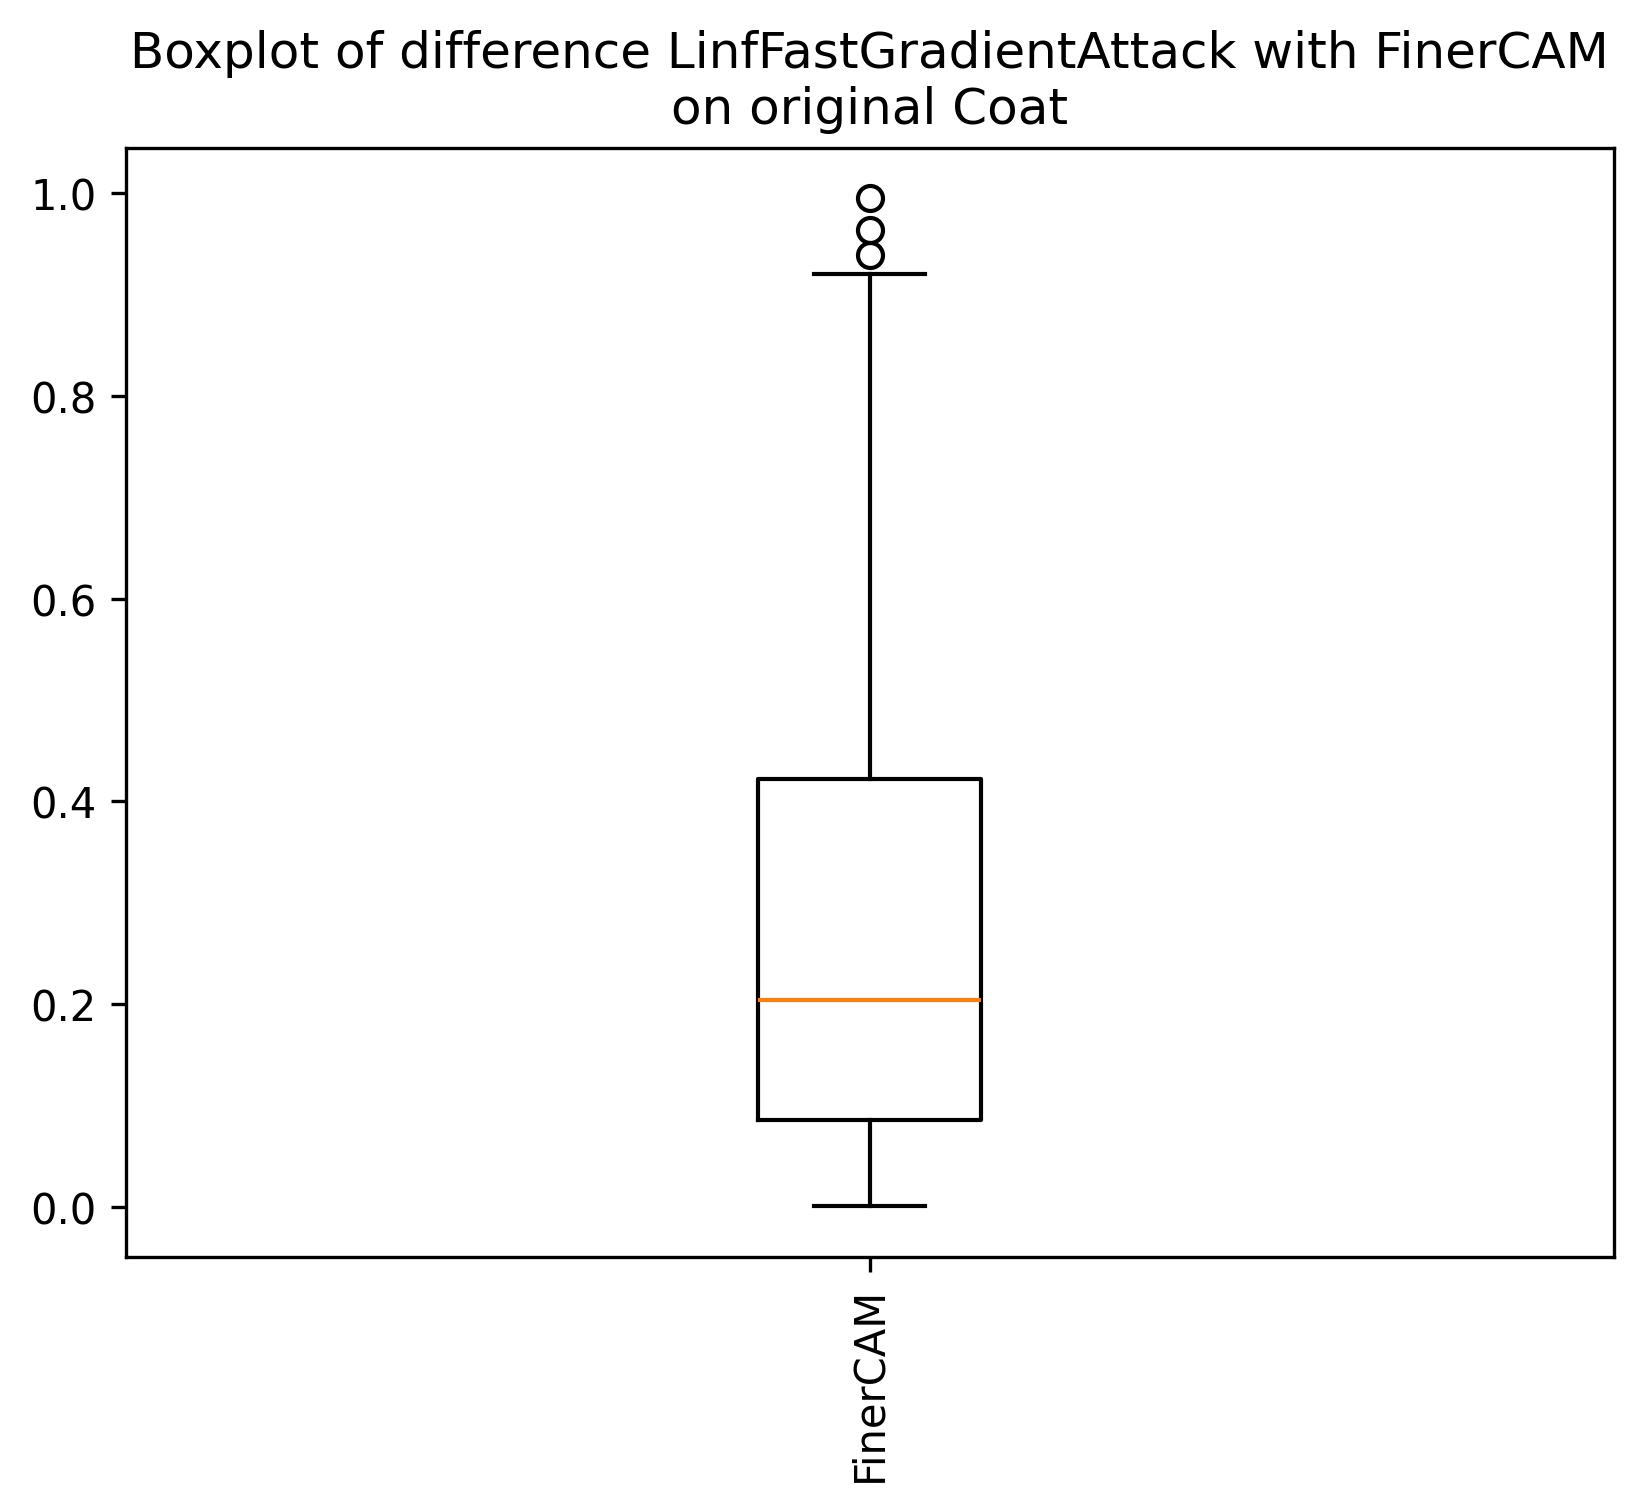 Boxplot of difference LinfFastGradientAttack with FinerCAM
on original Coat
1.0
0.8
0.6
0.4
0.2
0.0
FinerCAM